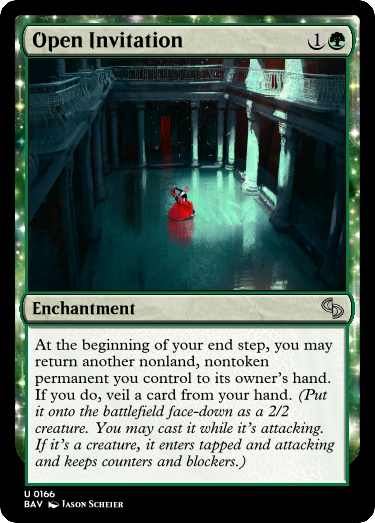 Open Invitation 1
Enchantment
At the beginning of your end step, you may
return another nonland, nontoken
permanent you control to its owner's hand.
If you do, veil a card from your hand. (Put
it onto the battlefield face-down as a 2/2
creature. You may cast it while it's attacking.
If it's a creature, it enters tapped and attacking
and keeps counters and blockers.)
U 0166
BAV Jason Scheier